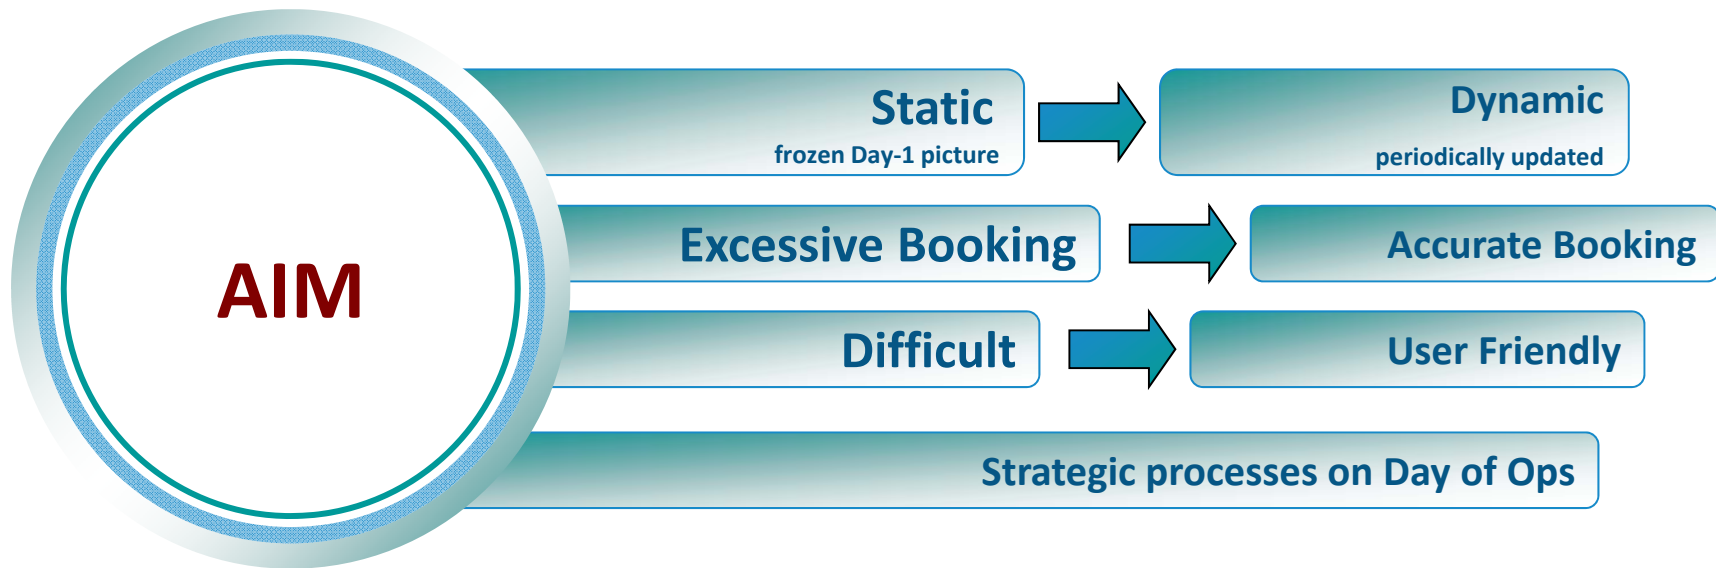 AIM
Static
frozen Day-1 picture
Dynamic
periodically updated
Excessive Booking
Accurate Booking
Difficult
User Friendly
Strategic processes on Day of Ops